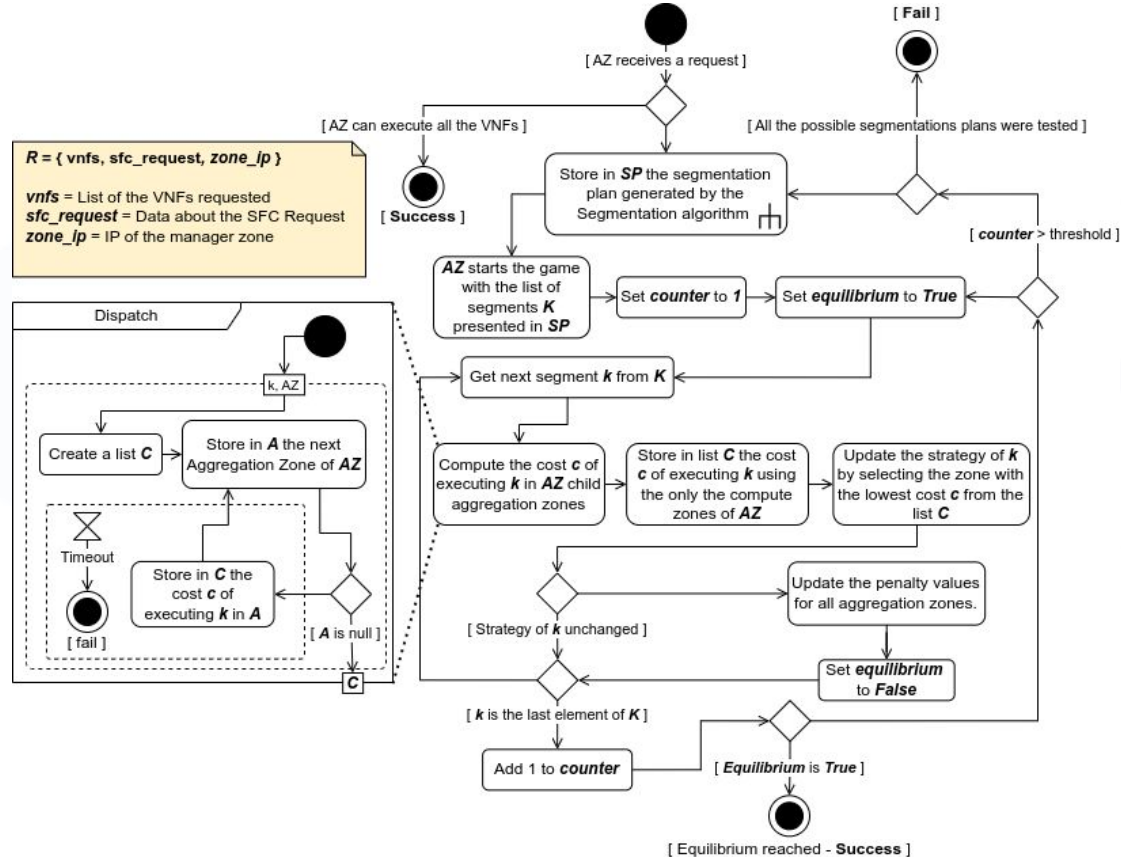 [ Fail ]
[ AZ receives a request ]
[ AZ can execute all the VNFs ]
[ All the possible segmentations plans were tested ]
R = { vnfs, sfc_request, zone_ip }
vnfs = List of the VNFs requested
sfc_request = Data about the SFC Request
zone_ip = IP of the manager zone
[ Success ]
Store in SP the segmentation
plan generated by the
Segmentation algorithm
[ counter > threshold ]
AZ starts the game
with the list of
segments K
presented in SP
Set counter to 1
Set equilibrium to True
Dispatch
k, AZ
Create a list C
Store in A the next
Aggregation Zone of AZ
Timeout
[ fail ]
Store in C the
cost c of
executing k in A
[ A is null ]
C
Get next segment k from K
Compute the cost c of
executing k in AZ child
aggregation zones
Store in list C the cost
c of executing k using
the only the compute
zones of AZ
Update the strategy of k
by selecting the zone with
the lowest cost c from the
list C
Update the penalty values
for all aggregation zones.
[ Strategy of k unchanged ]
Set equilibrium
to False
[ k is the last element of K ]
Add 1 to counter
[ Equilibrium is True ]
[ Equilibrium reached - Success ]